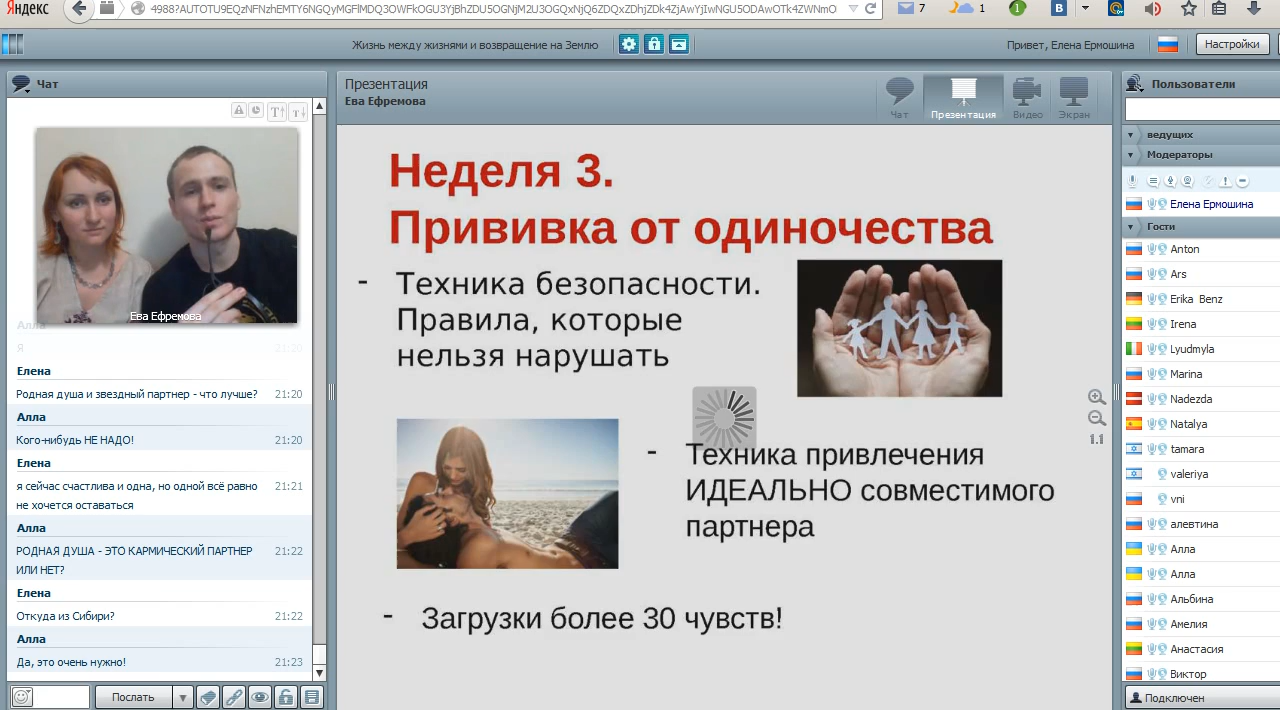 Яндекс
4988?AUTOTU9EQzNFNzhEMTY6NGQyMGFlMDQ3OWFkOGU3YjBhZDU5OGNjM2U3OGQxNjQ6ZDQxZDhjZDk4ZjAwYjIwNGU5ODAwOTk4ZWNmO
7
1
1
Жизнь между жизнями и возвращение на Землю
Привет, Елена Ермошина
Настройки
Чат
Ева Ефремова
Алла
Я 21:20
Елена
Родная душа и звездный партнер - что лучше? 21:20
Алла
Кого-нибудь НЕ НАДО! 21:20
Елена
я сейчас счастлива и одна, но одной всё равно 21:21
не хочется оставаться
Алла
РОДНАЯ ДУША - ЭТО КАРМИЧЕСКИЙ ПАРТНЕР 21:22
ИЛИ НЕТ?
Елена
Откуда из Сибири? 21:22
Алла
Да, это очень нужно! 21:23
Послать
Презентация
Ева Ефремова
Чат
Презентация
Видео
Экран
Неделя 3.
Прививка от одиночества
- Техника безопасности.
Правила, которые
нельзя нарушать
- Техника привлечения
ИДЕАЛЬНО совместимого
партнера
- Загрузки более 30 чувств!
1.1
Пользователи
ведущих
Модераторы
Елена Ермошина
Гости
Anton
Ars
Erika Benz
Irena
Lyudmyla
Marina
Nadezda
Natalya
tamara
valeriya
vni
алевтина
Алла
Алла
Альбина
Амелия
Анастасия
Виктор
Подключен